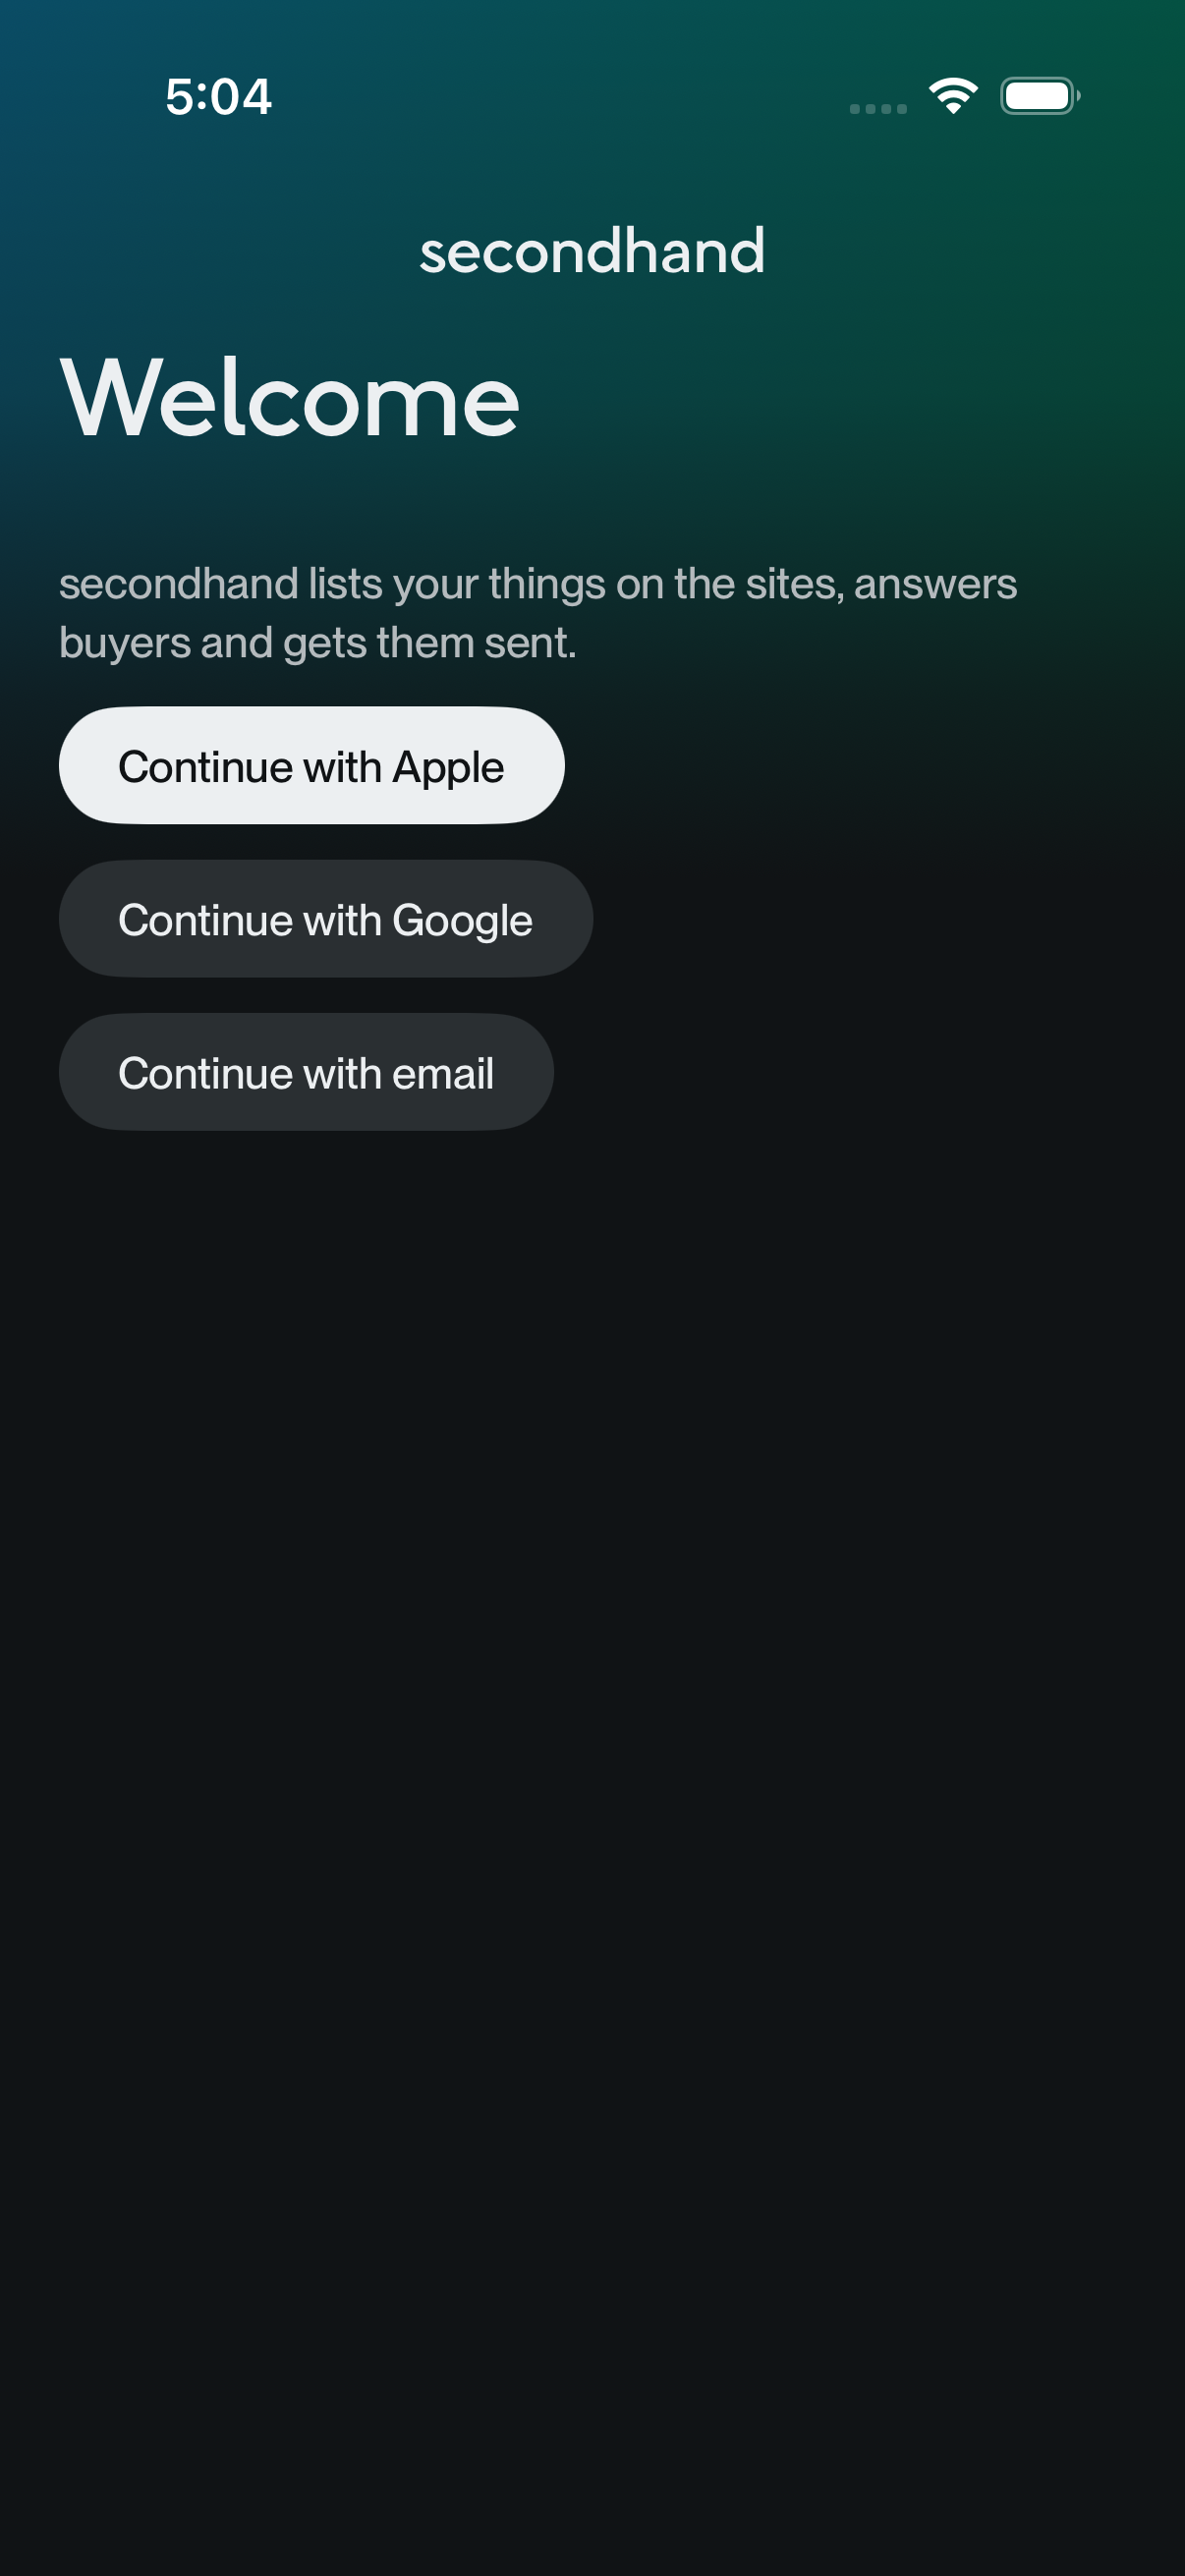 5:04
secondhand
Welcome
secondhand lists your things on the sites, answers
buyers and gets them sent.
Continue with Apple
Continue with Google
Continue with email